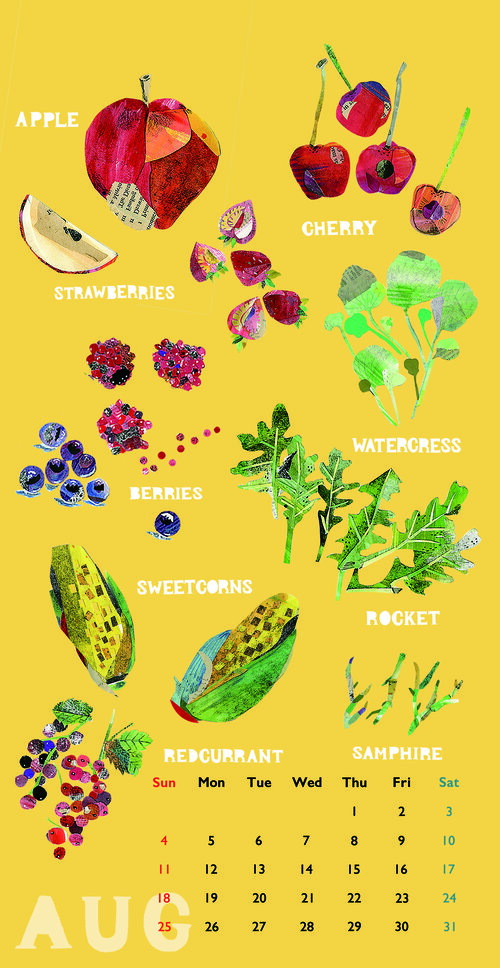 APPLE
CHERRY
STRAWBERRIES
WATERCRESS
BERRIES
SWEETCORNS
ROCKET
REDCURRANT
SAMPHIRE
Sun Mon Tue Wed Thu Fri Sat
1 2 3
4 5 6 7 8 9 10
11 12 13 14 15 16 17
18 19 20 21 22 23 24
25 26 27 28 29 30 31
AUG